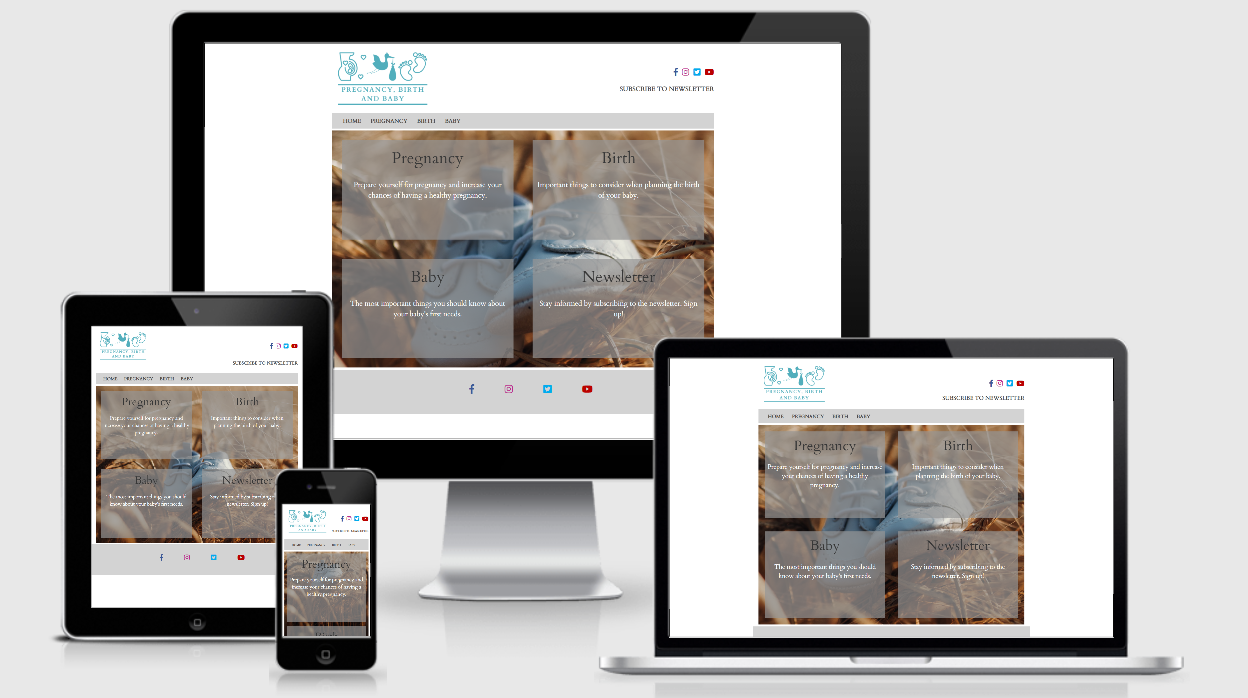 PREGNANCY, BIRTH
AND BABY
SUBSCRIBE TO NEWSLETTER
HOME PREGNANCY BIRTH BABY
Pregnancy
Prepare yourself for pregnancy and increase your
chances of having a healthy pregnancy.
Birth
Important things to consider when planning the birth
of your baby.
Baby
The most important things you should know about
your baby's first needs.
Newsletter
Stay informed by subscribing to the newsletter. Sign
up!
PREGNANCY, BIRTH
AND BABY
SUBSCRIBE TO NEWSLETTER
HOME PREGNANCY BIRTH BABY
Pregnancy
Prepare yourself for pregnancy and
increase your chances of having a healthy
pregnancy.
Birth
Important things to consider when
planning the birth of your baby.
Baby
The most important things you should
know about your baby's first needs.
Newsletter
Stay informed by subscribing
newsletter. Sign up!
PREGNANCY, BIRTH
AND BABY
SUBSCRIBE TO NEWSLETTER
HOME PREGNANCY BIRTH
Pregnancy
Prepare yourself for pregnancy and
increase your chances of having a
healthy pregnancy.
Birth
PREGNANCY, BIRTH
AND BABY
SUBSCRIBE TO NEWSLETTER
HOME PREGNANCY BIRTH BABY
Pregnancy
Prepare yourself for pregnancy and increase
your chances of having a healthy
pregnancy.
Birth
Important things to consider when
planning the birth of your baby.
Baby
The most important things you should
know about your baby's first needs.
Newsletter
Stay informed by subscribing to the
newsletter. Sign up!